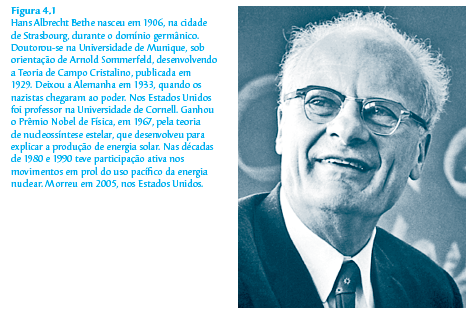 Figura 4.1
Hans Albrecht Bethe nasceu em 1906, na cidade
de Strasbourg, durante o domínio germânico.
Doutorou-se na Universidade de Munique, sob
orientação de Arnold Sommerfeld, desenvolvendo
a Teoria de Campo Cristalino, publicada em
1929. Deixou a Alemanha em 1933, quando os
nazistas chegaram ao poder. Nos Estados Unidos
foi professor na Universidade de Cornell. Ganhou
o Prêmio Nobel de Física, em 1967, pela teoria
de nucleossíntese estelar, que desenvolveu para
explicar a produção de energia solar. Nas décadas
de 1980 e 1990 teve participação ativa nos
movimentos em prol do uso pacífico da energia
nuclear. Morreu em 2005, nos Estados Unidos.